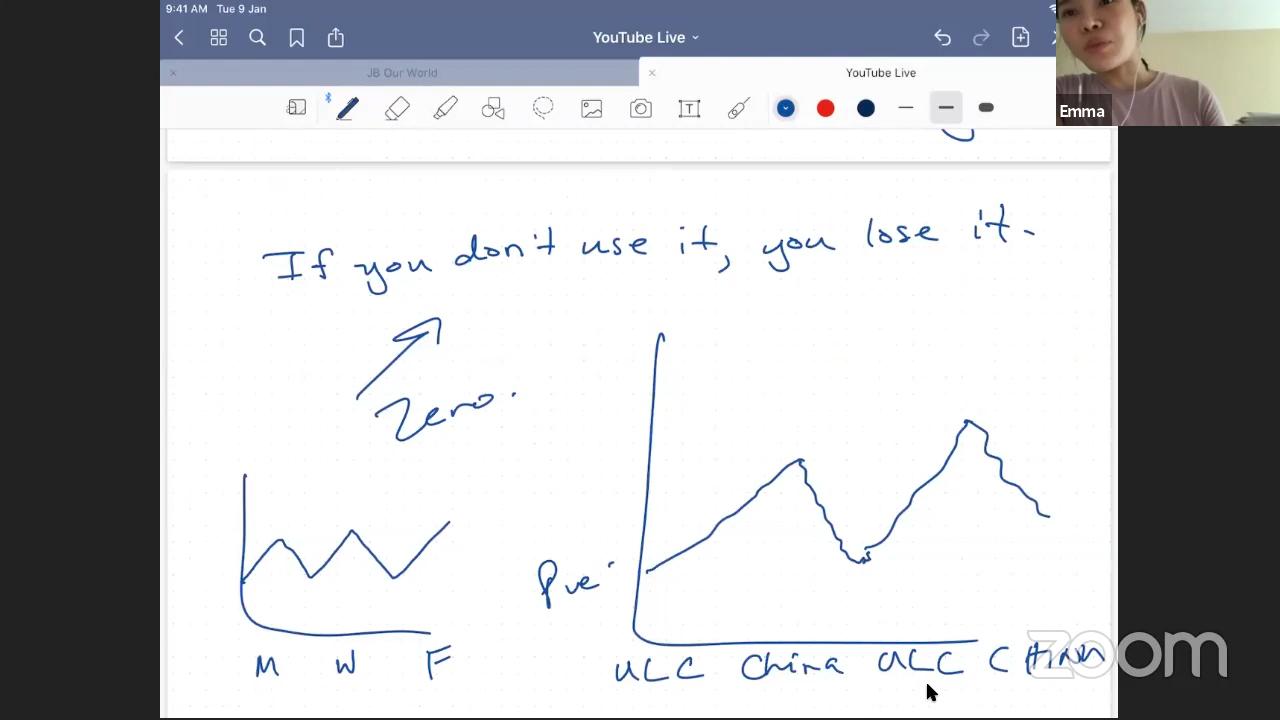 9:41 AM Tue 9 Jan
YouTube Live
JB Our World
YouTube Live
T
Emma
If you don't use it, you lose it.
Zero.
Pre
M W F
ULC China ULC China
zoom